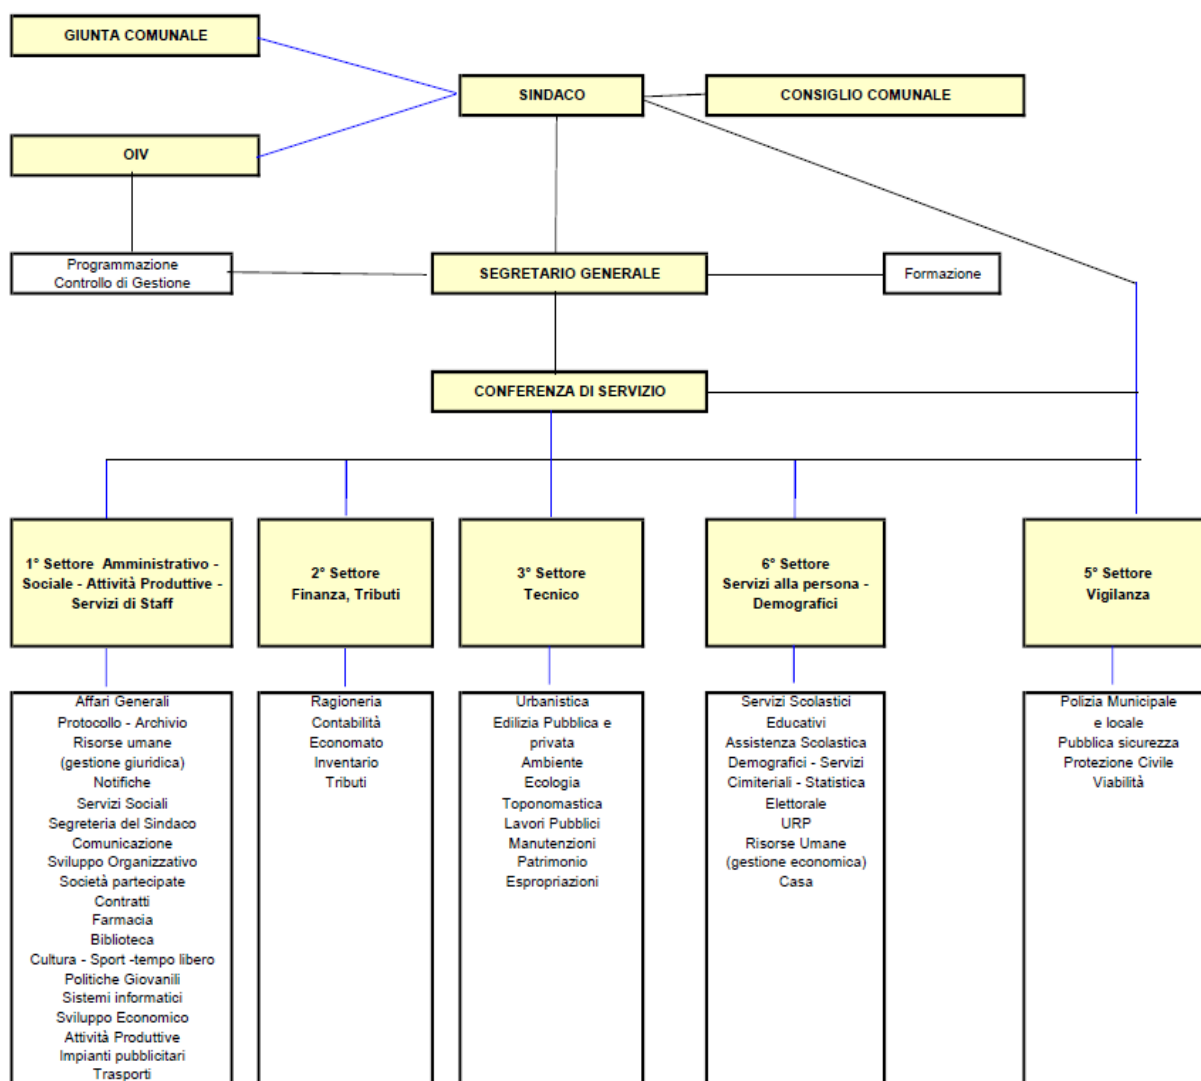 GIUNTA COMUNALE
SINDACO
CONSIGLIO COMUNALE
OIV
Programmazione
Controllo di Gestione
SEGRETARIO GENERALE
Formazione
CONFERENZA DI SERVIZIO
1° Settore Amministrativo -
Sociale - Attività Produttive -
Servizi di Staff
2° Settore
Finanza, Tributi
3° Settore
Tecnico
6° Settore
Servizi alla persona -
Demografici
5° Settore
Vigilanza
Affari Generali
Protocollo - Archivio
Risorse umane
(gestione giuridica)
Notifiche
Servizi Sociali
Segreteria del Sindaco
Comunicazione
Sviluppo Organizzativo
Società partecipate
Contratti
Farmacia
Biblioteca
Cultura - Sport -tempo libero
Politiche Giovanili
Sistemi informatici
Sviluppo Economico
Attività Produttive
Impianti pubblicitari
Trasporti
Ragioneria
Contabilità
Economato
Inventario
Tributi
Urbanistica
Edilizia Pubblica e
privata
Ambiente
Ecologia
Toponomastica
Lavori Pubblici
Manutenzioni
Patrimonio
Espropriazioni
Servizi Scolastici
Educativi
Assistenza Scolastica
Demografici - Servizi
Cimiteriali - Statistica
Elettorale
URP
Risorse Umane
(gestione economica)
Casa
Polizia Municipale
e locale
Pubblica sicurezza
Protezione Civile
Viabilità